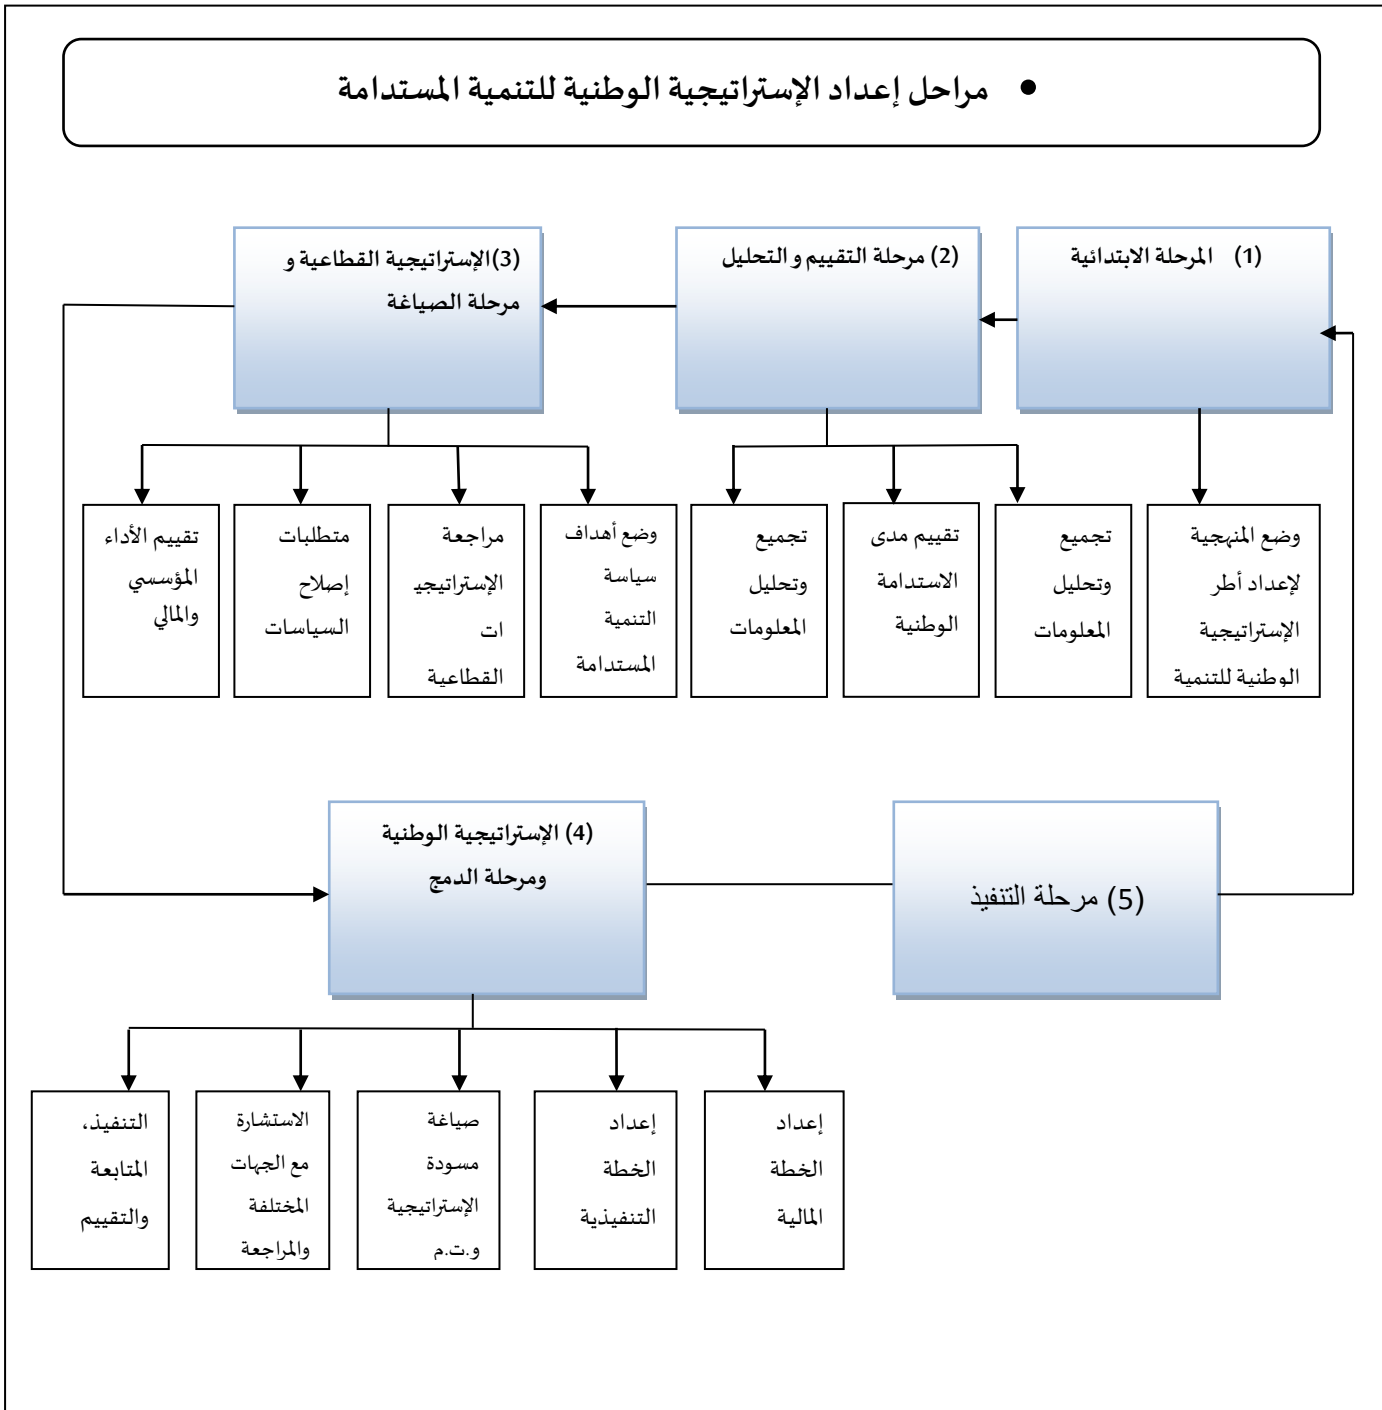 • مراحل إعداد الإستراتيجية الوطنية للتنمية المستدامة
(1) المرحلة الابتدائية
(2) مرحلة التقييم والتحليل
(3)الإستراتيجية القطاعية و
مرحلة الصياغة
وضع المنهجية
لإعداد أطر
الإستراتيجية
الوطنية للتنمية
تجميع
وتحليل
المعلومات
تقييم مدى
الاستدامة
الوطنية
تجميع
وتحليل
المعلومات
وضع أهداف
سياسة
التنمية
المستدامة
مراجعة
الإستراتيجي
ات
القطاعية
متطلبات
إصلاح
السياسات
تقييم الأداء
المؤسسي
والمالي
(4) الإستراتيجية الوطنية
ومرحلة الدمج
(5) مرحلة التنفيذ
إعداد
الخطة
المالية
إعداد
الخطة
التنفيذية
صياغة
مسودة
الإستراتيجية
و.ت.م
الاستشارة
مع الجهات
المختلفة
والمراجعة
التنفيذ،
المتابعة
والتقييم